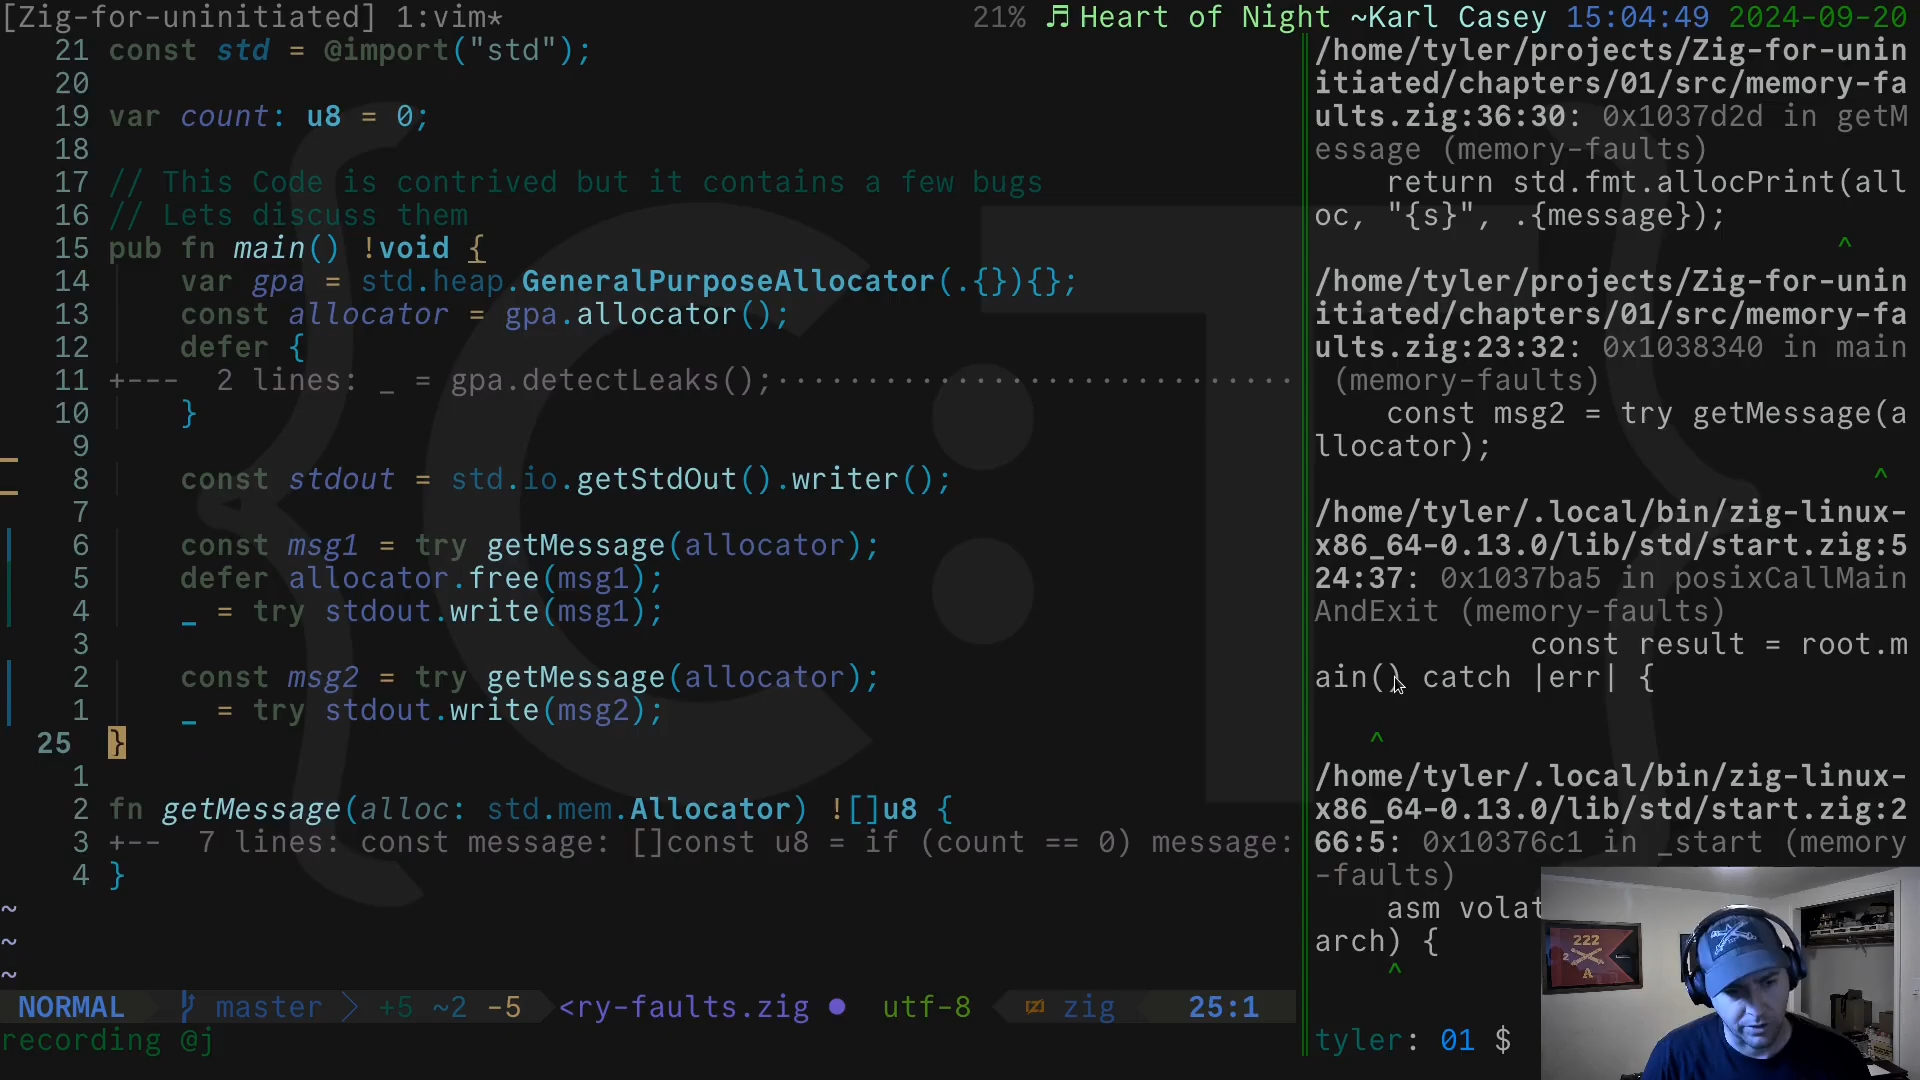 [Zig-for-uninitiated] 1:vim*
21% ♬ Heart of Night ~Karl Casey 15:04:49 2024-09-20
21 const std = @import("std");
20
19 var count: u8 = 0;
18
17 // This Code is contrived but it contains a few bugs
16 // Lets discuss them
15 pub fn main() !void {
14 var gpa = std.heap.GeneralPurposeAllocator(.{}){};
13 const allocator = gpa.allocator();
12 defer {
11 +--- 2 lines: _ = gpa.detectLeaks();·····························
10 }
9
8 const stdout = std.io.getStdOut().writer();
7
6 const msg1 = try getMessage(allocator);
5 defer allocator.free(msg1);
4 _ = try stdout.write(msg1);
3
2 const msg2 = try getMessage(allocator);
1 _ = try stdout.write(msg2);
25 }
1
2 fn getMessage(alloc: std.mem.Allocator) ![]u8 {
3 +-- 7 lines: const message: []const u8 = if (count == 0) message:
4 }
~
~
~
NORMAL master +5 ~2 -5 <ry-faults.zig ● utf-8 zig 25:1
recording @j
/home/tyler/projects/Zig-for-unin
itiated/chapters/01/src/memory-fa
ults.zig:36:30: 0x1037d2d in getM
essage (memory-faults)
return std.fmt.allocPrint(all
oc, "{s}", .{message});
^
/home/tyler/projects/Zig-for-unin
itiated/chapters/01/src/memory-fa
ults.zig:23:32: 0x1038340 in main
(memory-faults)
const msg2 = try getMessage(a
llocator);
^
/home/tyler/.local/bin/zig-linux-
x86_64-0.13.0/lib/std/start.zig:5
24:37: 0x1037ba5 in posixCallMain
AndExit (memory-faults)
const result = root.m
ain() catch |err| {
^
/home/tyler/.local/bin/zig-linux-
x86_64-0.13.0/lib/std/start.zig:2
66:5: 0x10376c1 in _start (memory
-faults)
asm volat
arch) {
^
tyler: 01 $
222
2
A